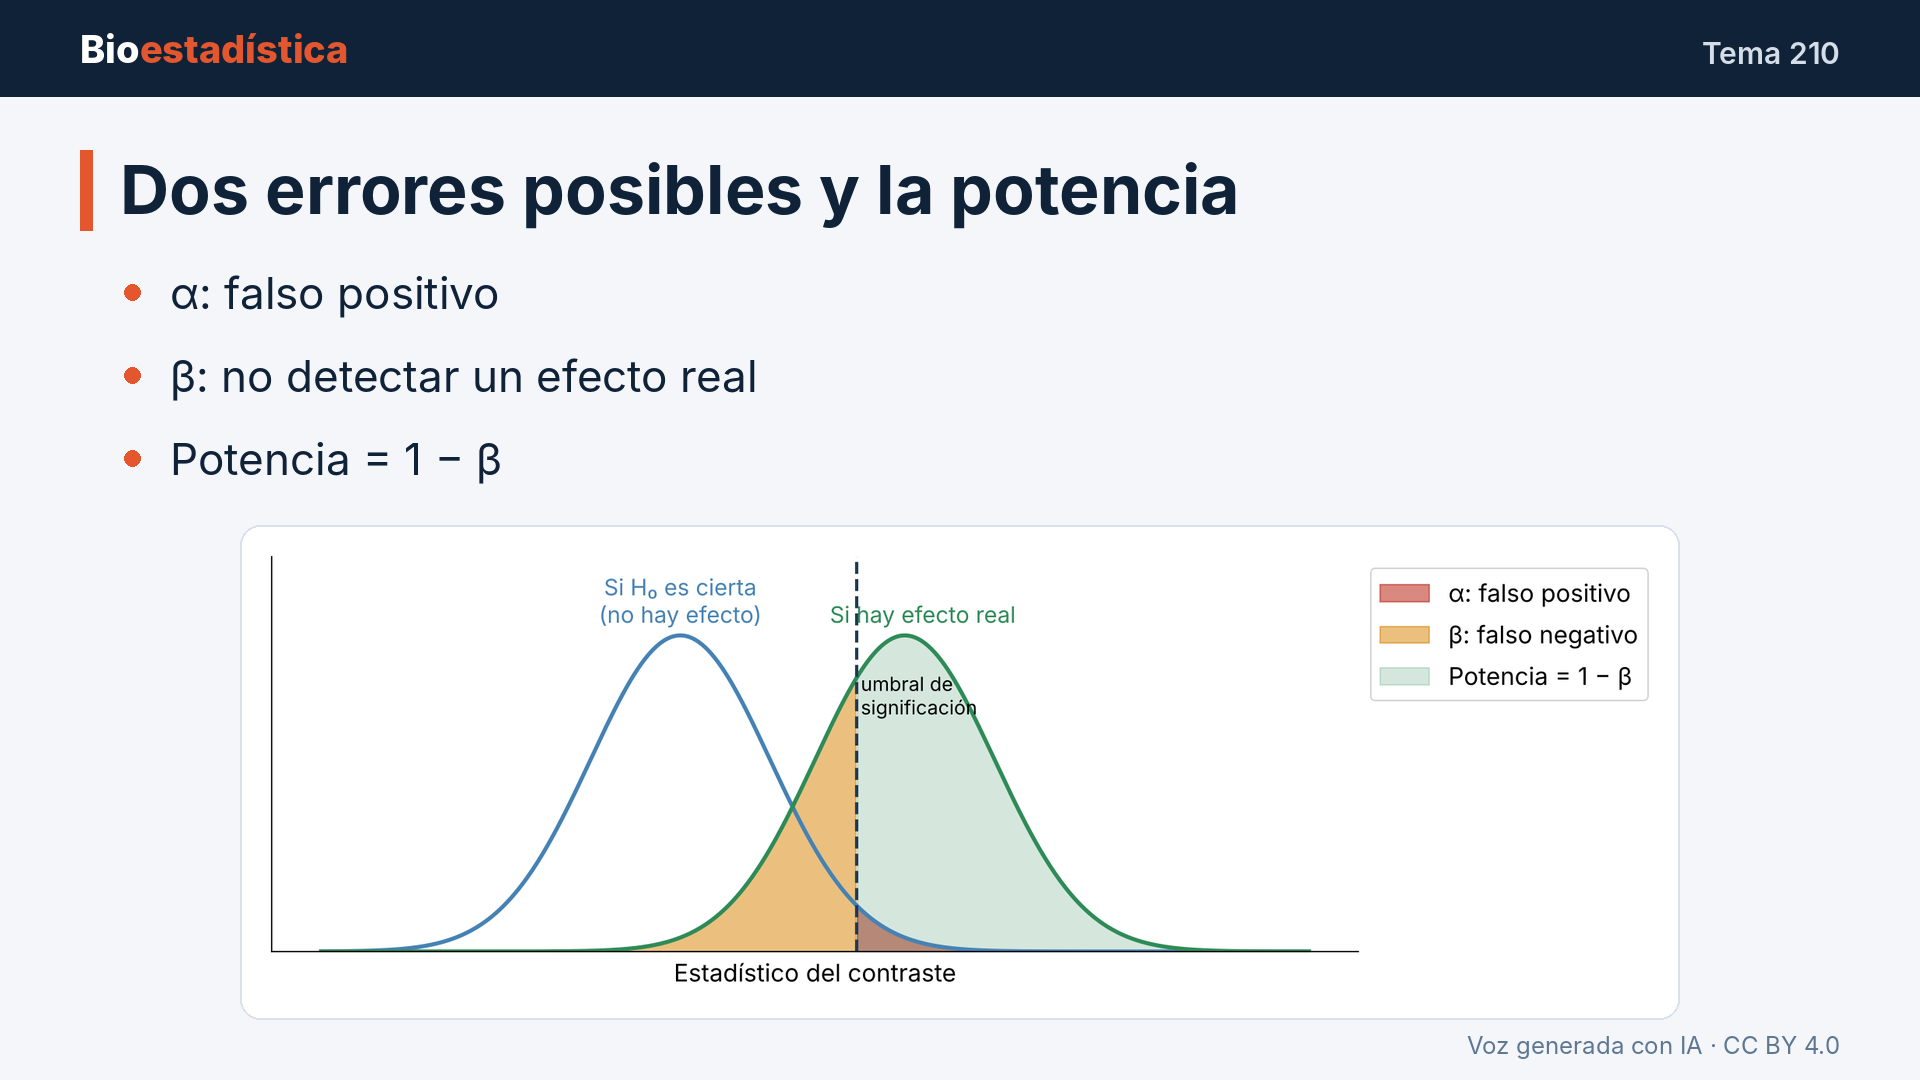 Bioestadística
Tema 210
Dos errores posibles y la potencia
α: falso positivo
β: no detectar un efecto real
Potencia = 1 − β
Si H₀ es cierta
(no hay efecto)
Si hay efecto real
umbral de
significación
α: falso positivo
β: falso negativo
Potencia = 1 − β
Estadístico del contraste
Voz generada con IA · CC BY 4.0